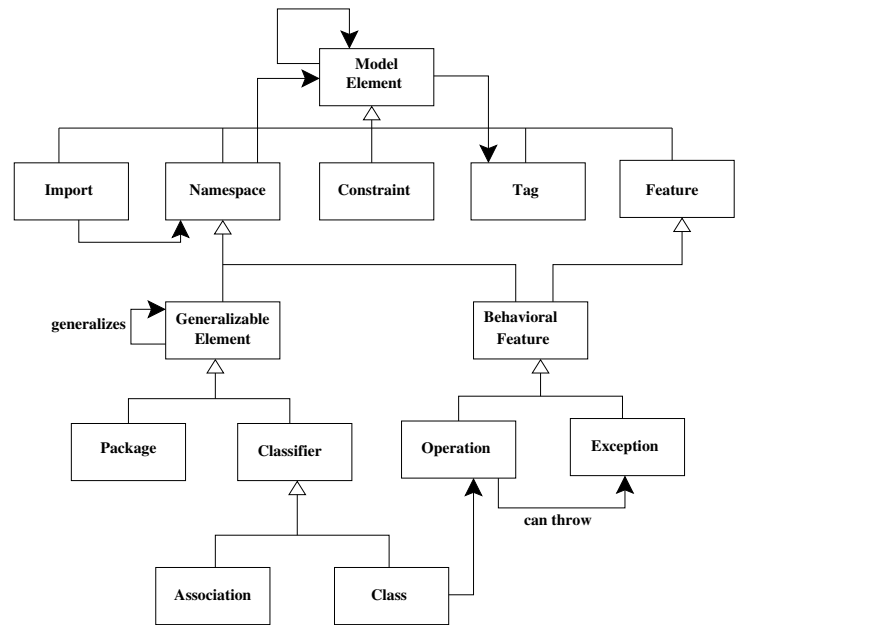 Model
Element
Import
Namespace
Constraint
Tag
Feature
generalizes
Generalizable
Element
Behavioral
Feature
Package
Classifier
Operation
Exception
can throw
Association
Class